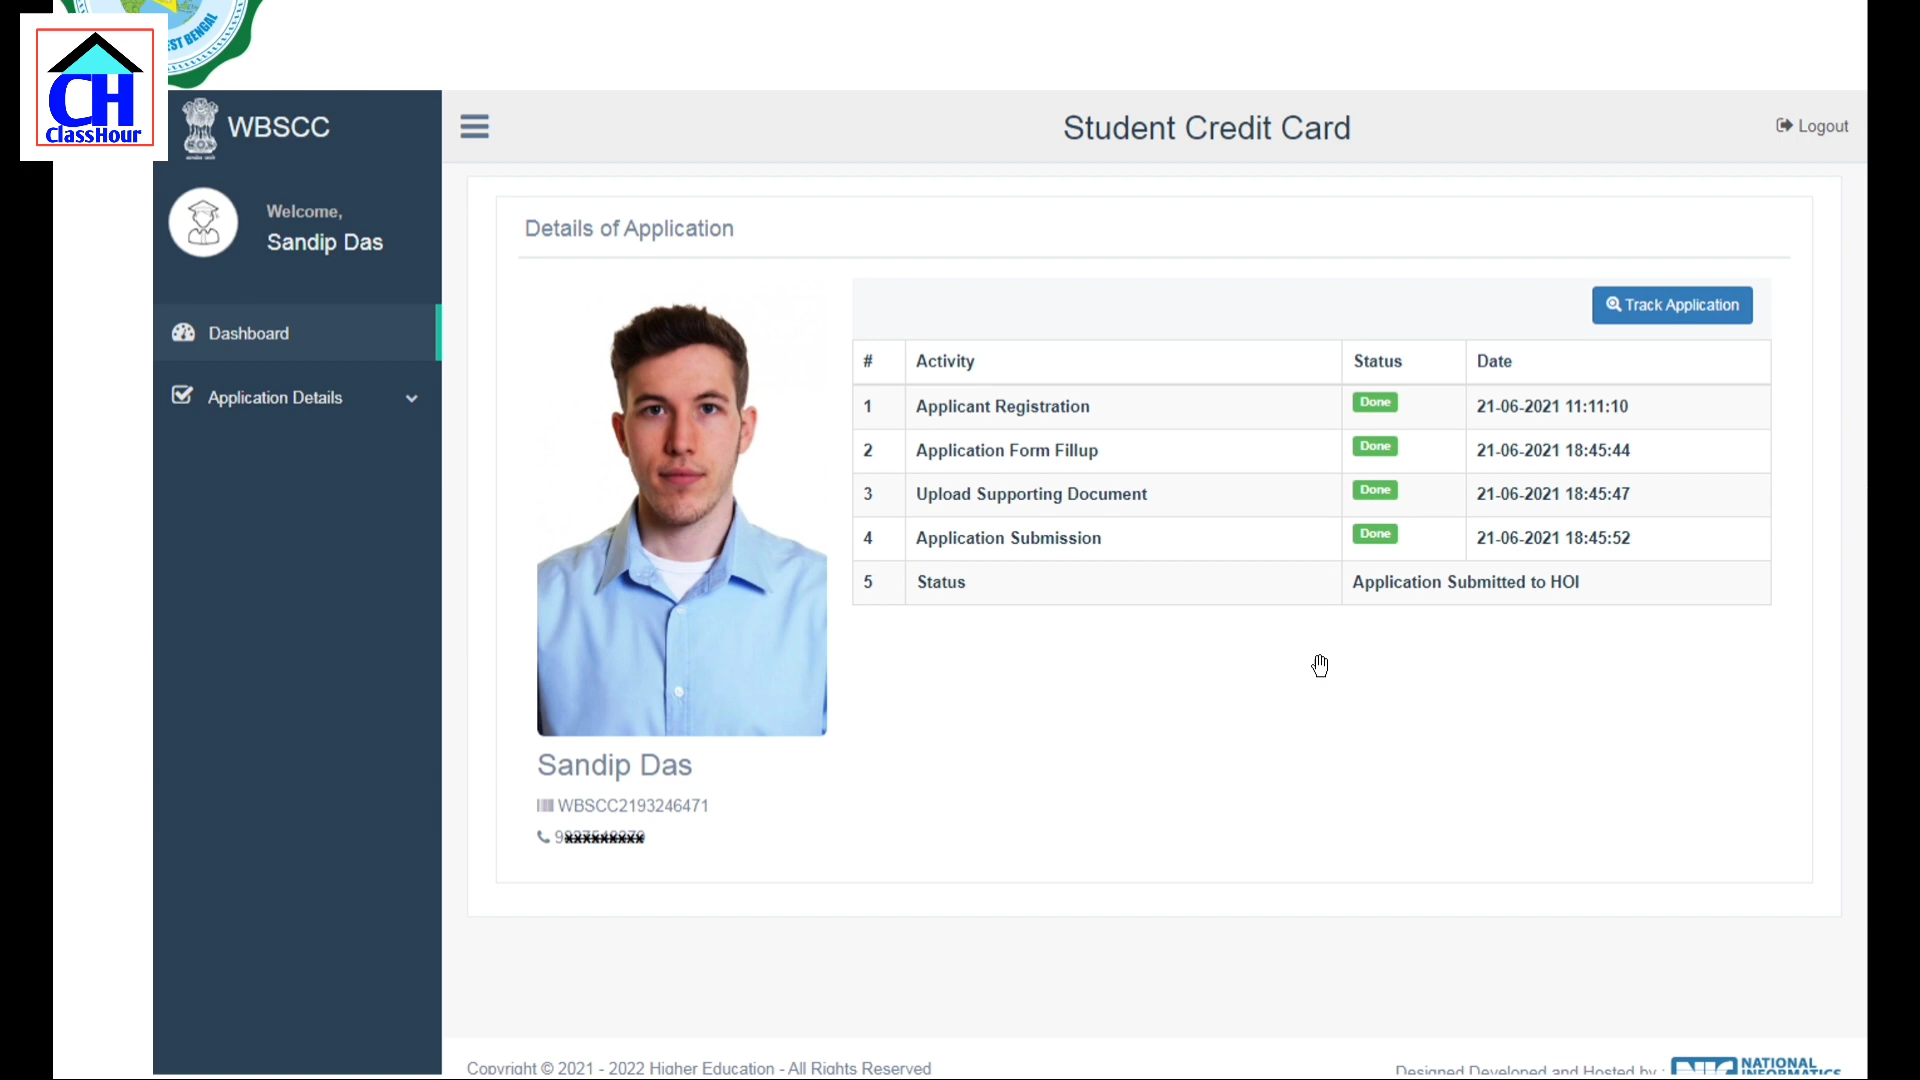 EST BENGAL
CH
ClassHour
WBSCC
Student Credit Card
Logout
Welcome,
Sandip Das
Dashboard
Application Details
Details of Application
Track Application
# Activity Status Date
1 Applicant Registration Done 21-06-2021 11:11:10
2 Application Form Fillup Done 21-06-2021 18:45:44
3 Upload Supporting Document Done 21-06-2021 18:45:47
4 Application Submission Done 21-06-2021 18:45:52
5 Status Application Submitted to HOI
Sandip Das
WBSCC2193246471
Copyright © 2021 - 2022 Higher Education - All Rights Reserved
Designed Developed and Hosted by :
NATIONAL
INFORMATICS